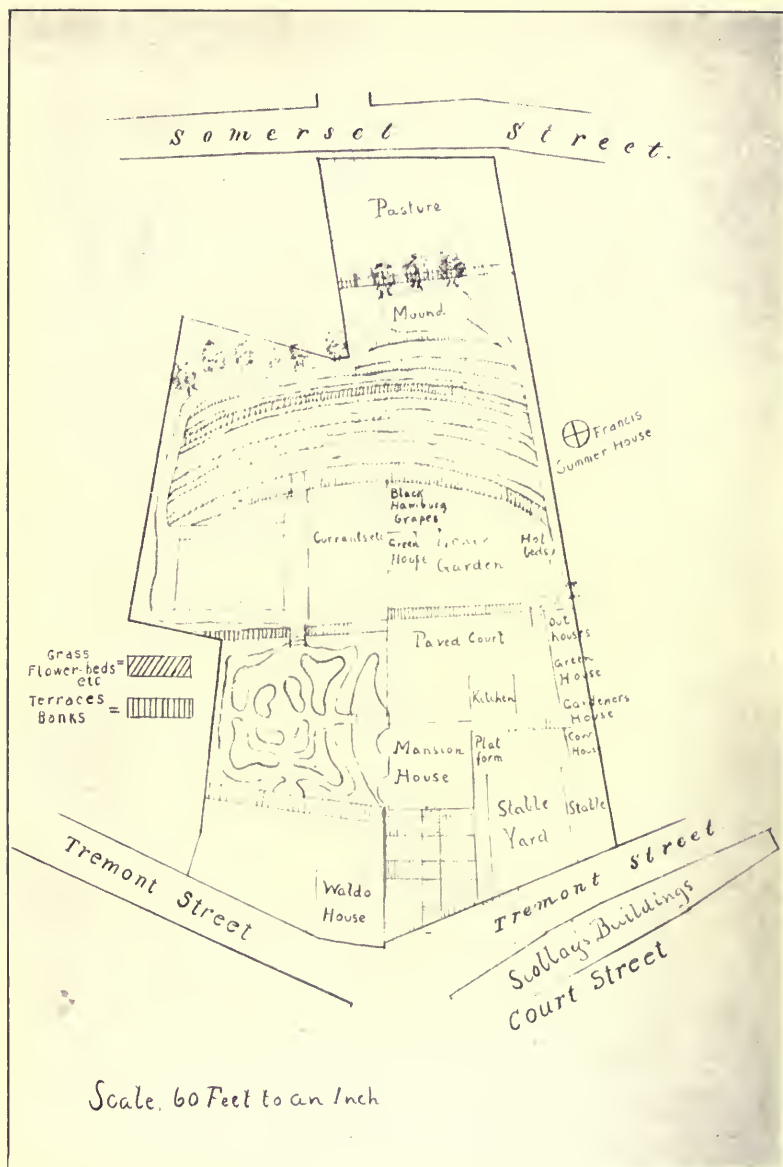 Somerset Street.
Pasture
Mound
Francis
Summer House
Black
Hamburg
Grapes
Currants etc
Green
House
Garden
Hot
beds
Out
houses
Paved Court
Green
House
Grass
Flower-beds =
etc
Terraces
Banks =
Kitchen
Gardeners
House
Mansion
House
Plat
form
Cow
House
Stable
Yard
Stable
Tremont Street
Waldo
House
Tremont Street
Scollay's Buildings
Court Street
Scale, 60 Feet to an Inch